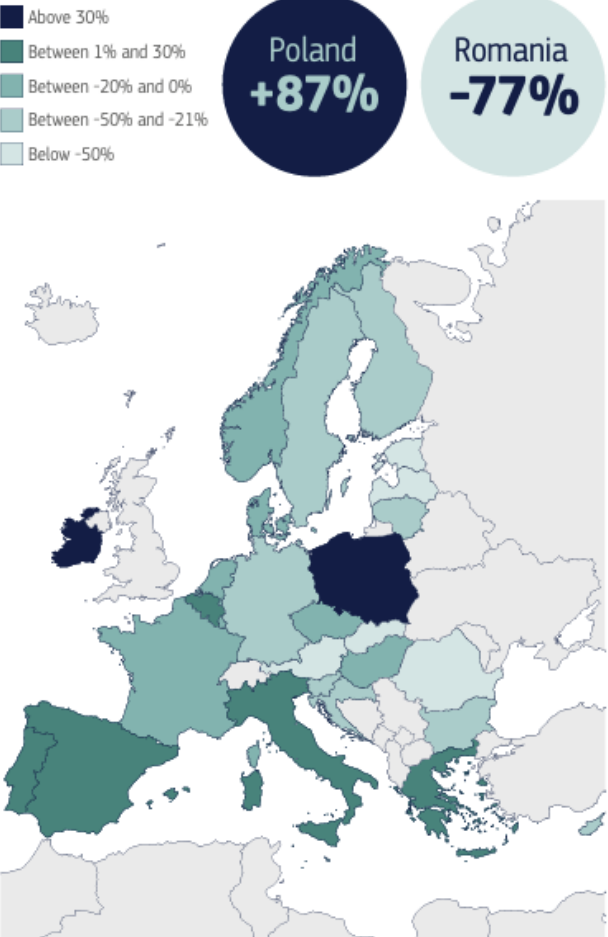 Above 30%
Between 1% and 30%
Between -20% and 0%
Between -50% and -21%
Below -50%
Poland
+87%
Romania
-77%